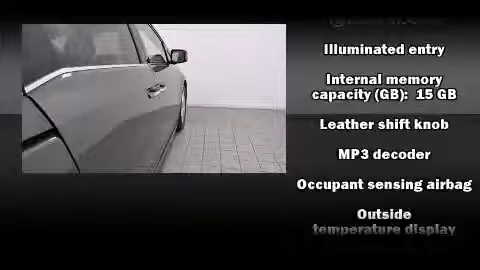 Illuminated entry
Internal memory
capacity (GB):  15 GB
Leather shift knob
MP3 decoder
Occupant sensing airbag
Outside
temperature display